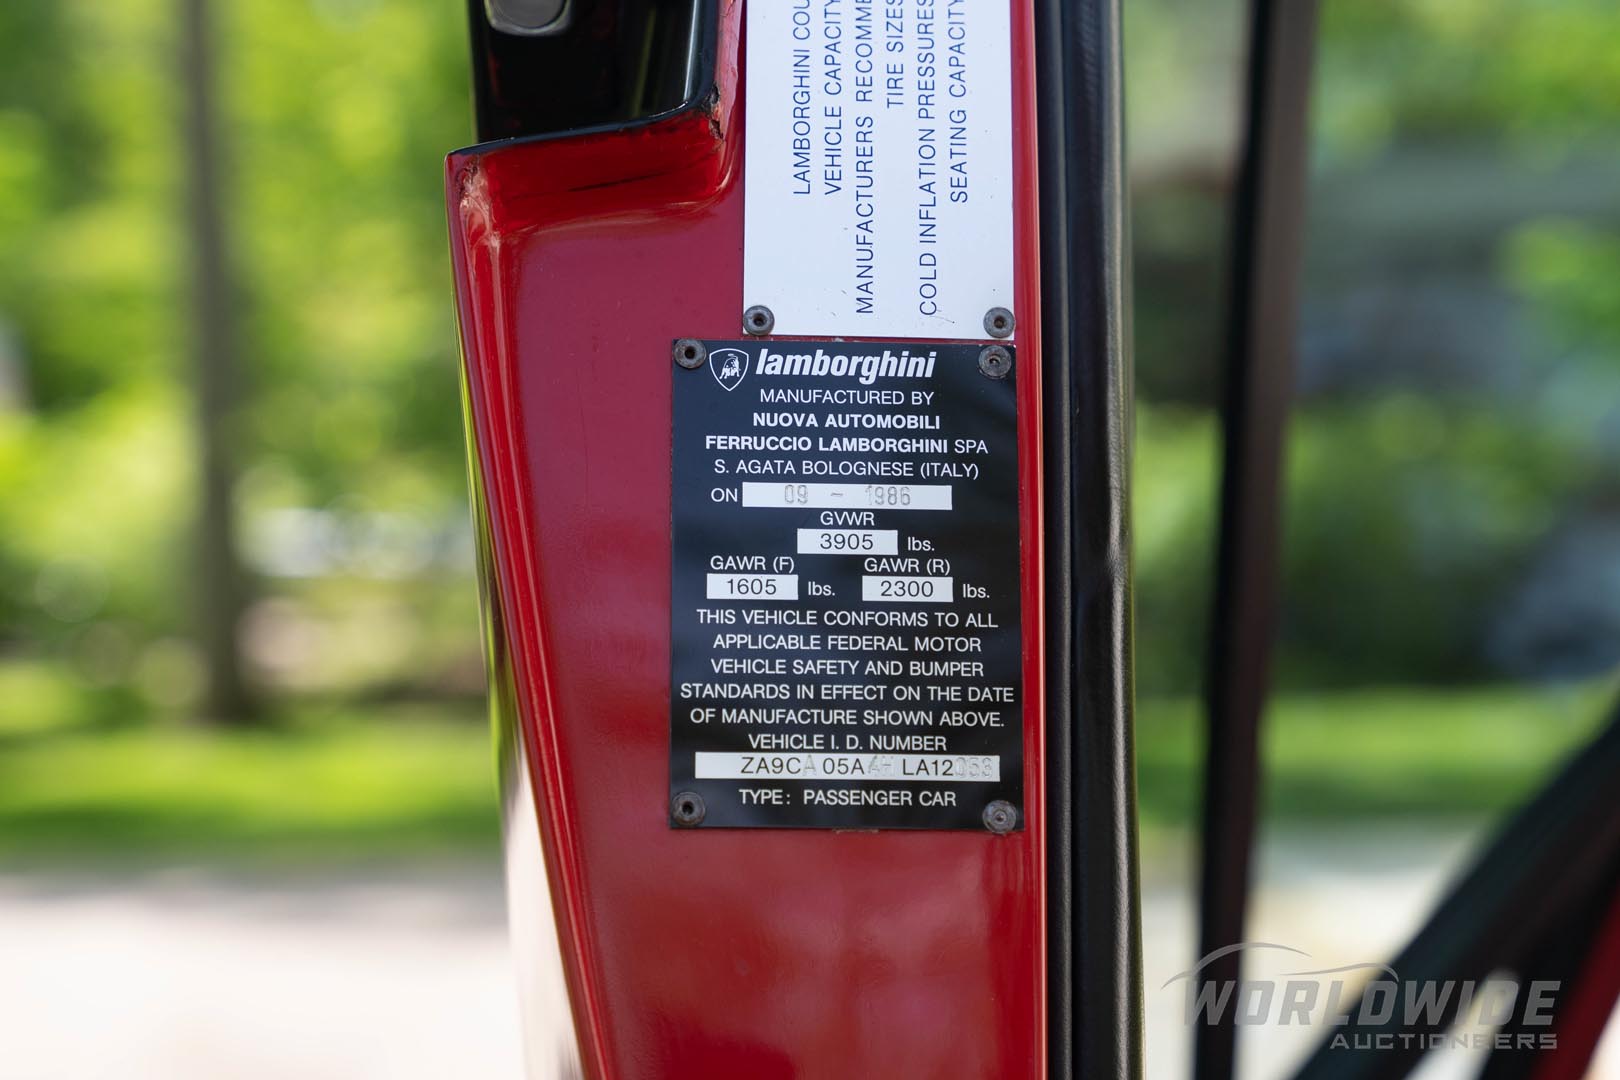 LAMBORGHINI COU
VEHICLE CAPACITY
MANUFACTURERS RECOMME
TIRE SIZES
COLD INFLATION PRESSURES
SEATING CAPACITY
lamborghini
MANUFACTURED BY
NUOVA AUTOMOBILI
FERRUCCIO LAMBORGHINI SPA
S. AGATA BOLOGNESE (ITALY)
ON 09 - 1986
GVWR
3905 lbs.
GAWR (F) GAWR (R)
1605 lbs. 2300 lbs.
THIS VEHICLE CONFORMS TO ALL
APPLICABLE FEDERAL MOTOR
VEHICLE SAFETY AND BUMPER
STANDARDS IN EFFECT ON THE DATE
OF MANUFACTURE SHOWN ABOVE.
VEHICLE I. D. NUMBER
ZA9CA05AAHLA12053
TYPE: PASSENGER CAR
WORLDWIDE
AUCTIONEERS